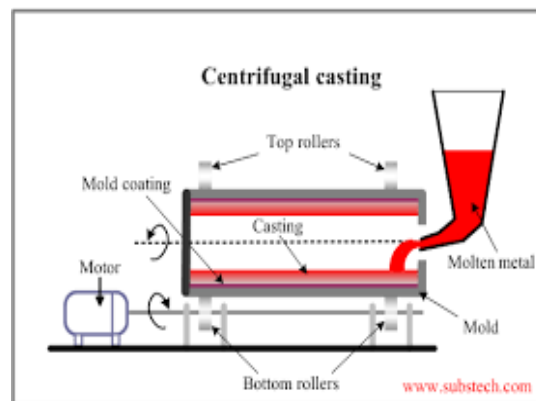 Centrifugal casting
Top rollers
Mold coating
Casting
Molten metal
Motor
Mold
Bottom rollers
www.substech.com